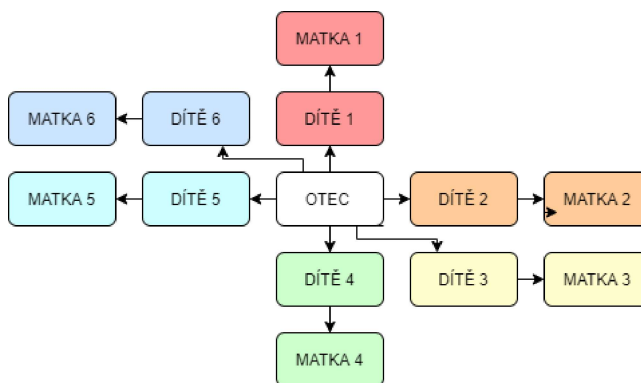 MATKA 1
MATKA 6
DÍTĚ 6
DÍTĚ 1
MATKA 5
DÍTĚ 5
OTEC
DÍTĚ 2
MATKA 2
DÍTĚ 4
DÍTĚ 3
MATKA 3
MATKA 4